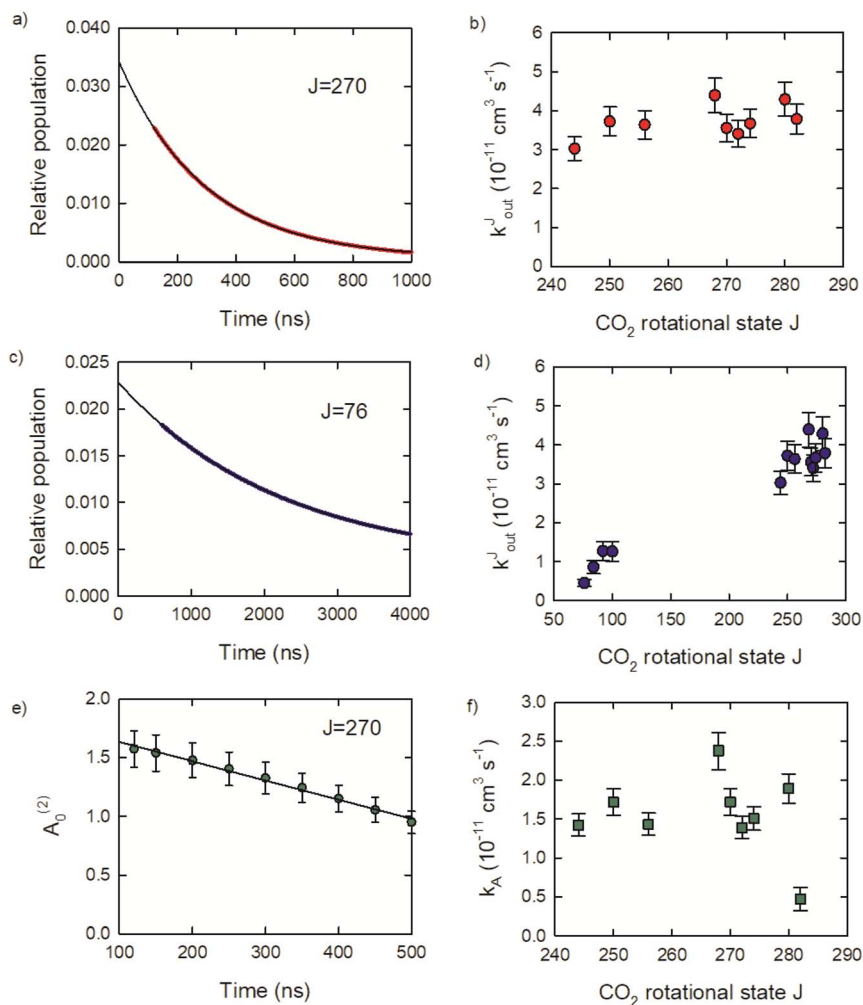 a)
0.040
0.030
0.020
0.010
0.000
Relative population
J=270
0 200 400 600 800 1000
Time (ns)
b)
6
5
4
3
2
1
0
k^J_out (10^-11 cm^3 s^-1)
240 250 260 270 280 290
CO_2 rotational state J
c)
0.025
0.020
0.015
0.010
0.005
0.000
Relative population
J=76
0 1000 2000 3000 4000
Time (ns)
d)
6
5
4
3
2
1
0
k^J_out (10^-11 cm^3 s^-1)
50 100 150 200 250 300
CO_2 rotational state J
e)
2.0
1.5
1.0
0.5
0.0
A_0^(2)
J=270
100 200 300 400 500
Time (ns)
f)
3.0
2.5
2.0
1.5
1.0
0.5
0.0
k_A (10^-11 cm^3 s^-1)
240 250 260 270 280 290
CO_2 rotational state J